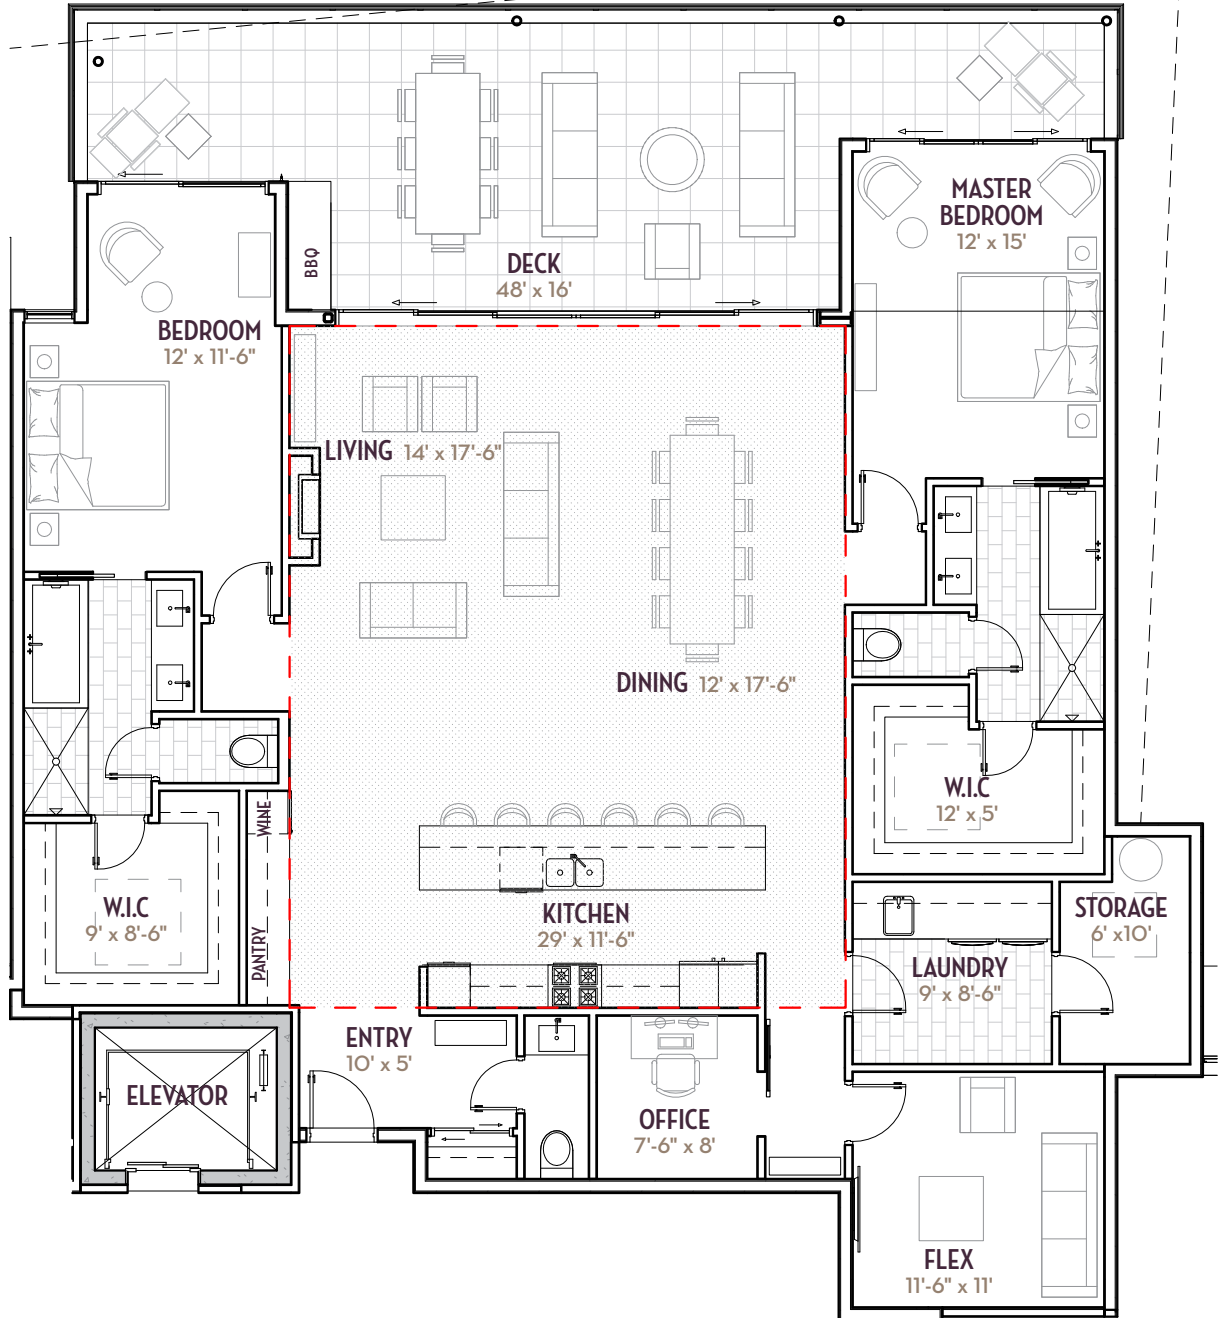 MASTER
BEDROOM
12' x 15'
BBQ
DECK
48' x 16'
BEDROOM
12' x 11'-6"
LIVING 14' x 17'-6"
DINING 12' x 17'-6"
W.I.C
12' x 5'
WINE
W.I.C
9' x 8'-6"
KITCHEN
29' x 11'-6"
STORAGE
6' x10'
PANTRY
LAUNDRY
9' x 8'-6"
ENTRY
10' x 5'
ELEVATOR
OFFICE
7'-6" x 8'
FLEX
11'-6" x 11'